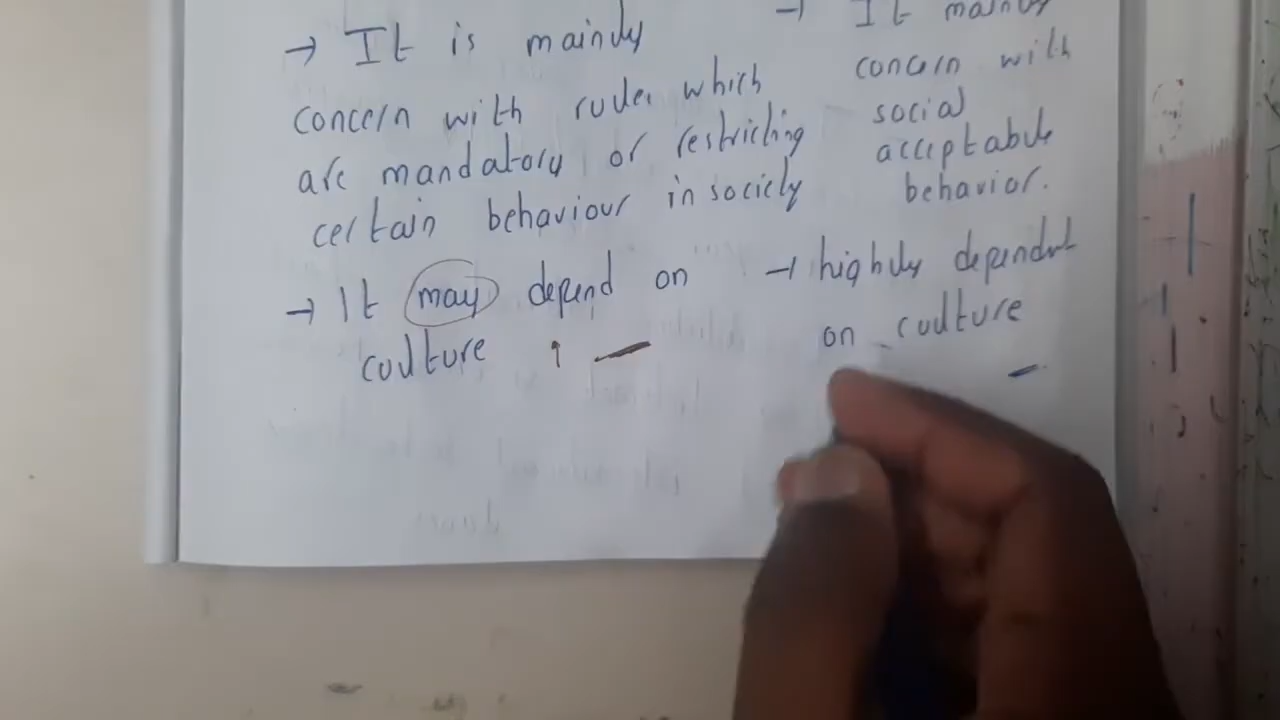 → It is mainly
concern with rules which
are mandatory or restricting
certain behaviour in society
→ It may depend on
culture
→ It mainly
concern with
social
acceptable
behavior.
→ highly dependent
on culture